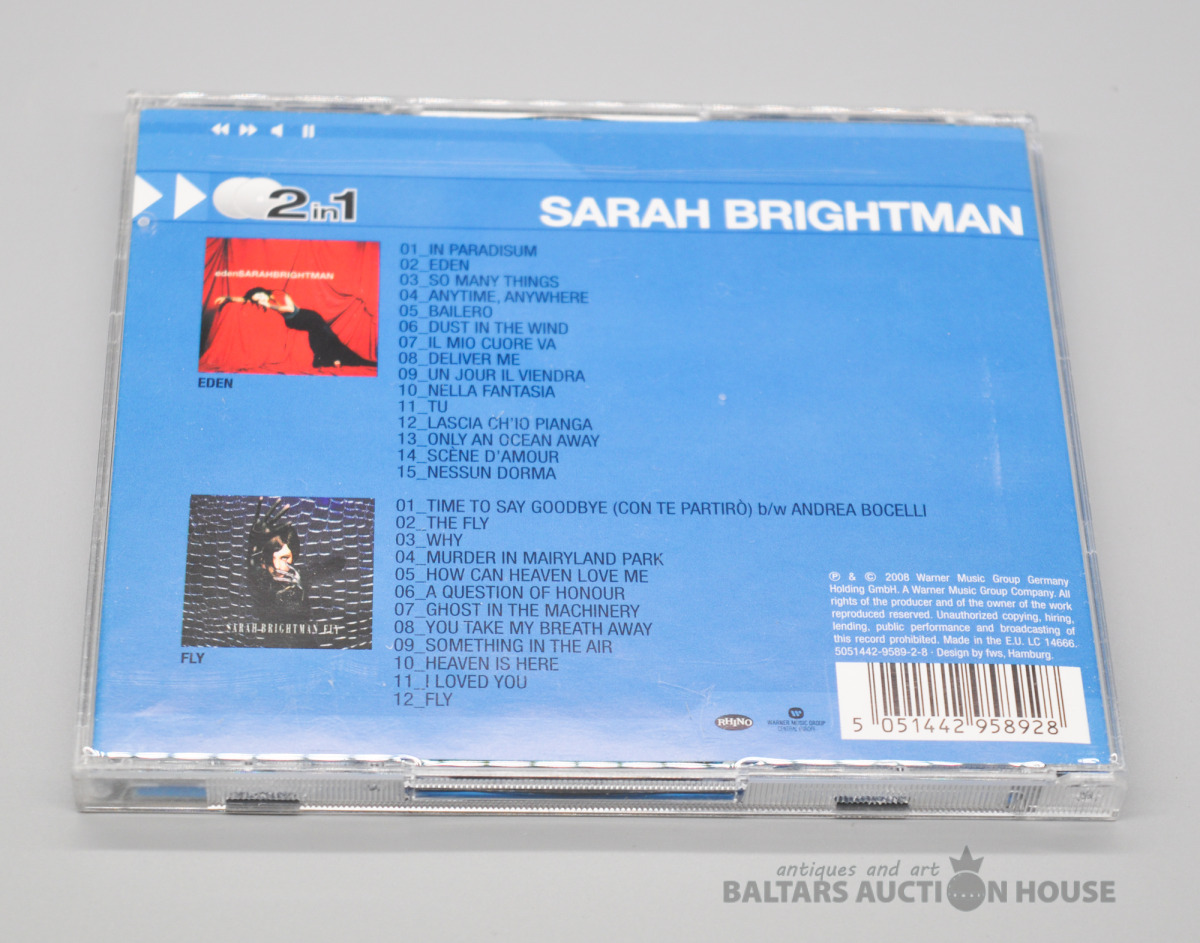 2in1
SARAH BRIGHTMAN
edenSARAHBRIGHTMAN
EDEN
01_IN PARADISUM
02_EDEN
03_SO MANY THINGS
04_ANYTIME, ANYWHERE
05_BAILERO
06_DUST IN THE WIND
07_IL MIO CUORE VA
08_DELIVER ME
09_UN JOUR IL VIENDRA
10_NELLA FANTASIA
11_TU
12_LASCIA CH'IO PIANGA
13_ONLY AN OCEAN AWAY
14_SCÈNE D'AMOUR
15_NESSUN DORMA
SARAH BRIGHTMAN FLY
FLY
01_TIME TO SAY GOODBYE (CON TE PARTIRÒ) b/w ANDREA BOCELLI
02_THE FLY
03_WHY
04_MURDER IN MAIRYLAND PARK
05_HOW CAN HEAVEN LOVE ME
06_A QUESTION OF HONOUR
07_GHOST IN THE MACHINERY
08_YOU TAKE MY BREATH AWAY
09_SOMETHING IN THE AIR
10_HEAVEN IS HERE
11_I LOVED YOU
12_FLY
℗ & © 2008 Warner Music Group Germany
Holding GmbH. A Warner Music Group Company. All
rights of the producer and of the owner of the work
reproduced reserved. Unauthorized copying, hiring,
lending, public performance and broadcasting of
this record prohibited. Made in the E.U. LC 14666.
5051442-9589-2-8 · Design by fws, Hamburg.
RHINO
WARNER MUSIC GROUP
CENTRAL EUROPE
5 051442 958928
antiques and art
BALTARS AUCTION HOUSE